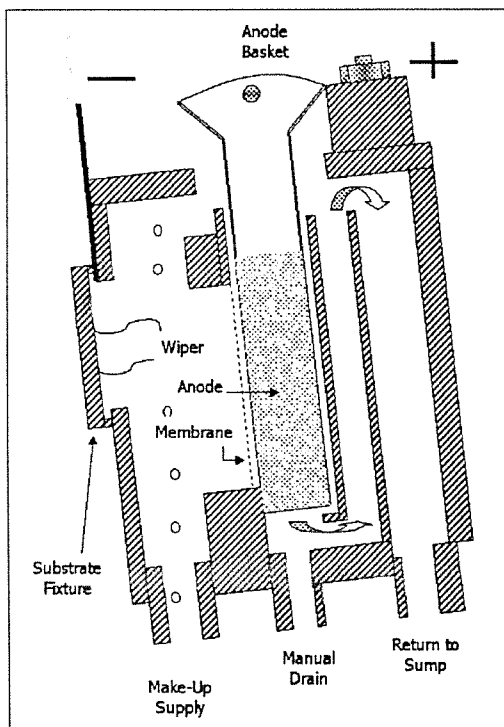 Anode
Basket
Wiper
Anode
Membrane
Substrate
Fixture
Make-Up
Supply
Manual
Drain
Return to
Sump